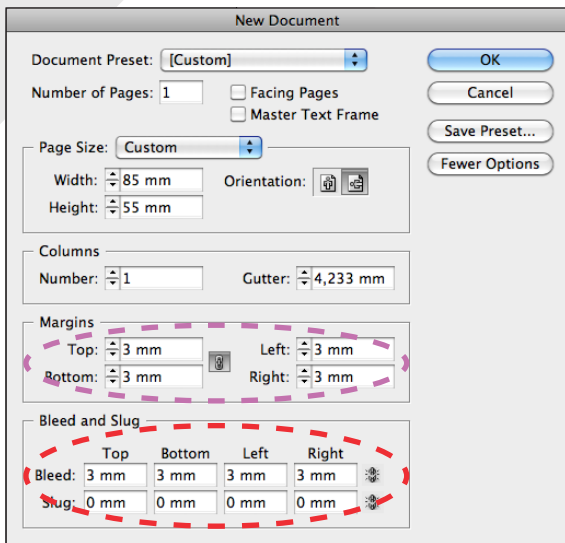 New Document
Document Preset: [Custom]
OK
Number of Pages: 1
Facing Pages
Cancel
Master Text Frame
Save Preset...
Page Size: Custom
Fewer Options
Width: 85 mm
Orientation:
Height: 55 mm
Columns
Number: 1
Gutter: 4,233 mm
Margins
Top: 3 mm
Left: 3 mm
Bottom: 3 mm
Right: 3 mm
Bleed and Slug
Top Bottom Left Right
Bleed: 3 mm 3 mm 3 mm 3 mm
Slug: 0 mm 0 mm 0 mm 0 mm